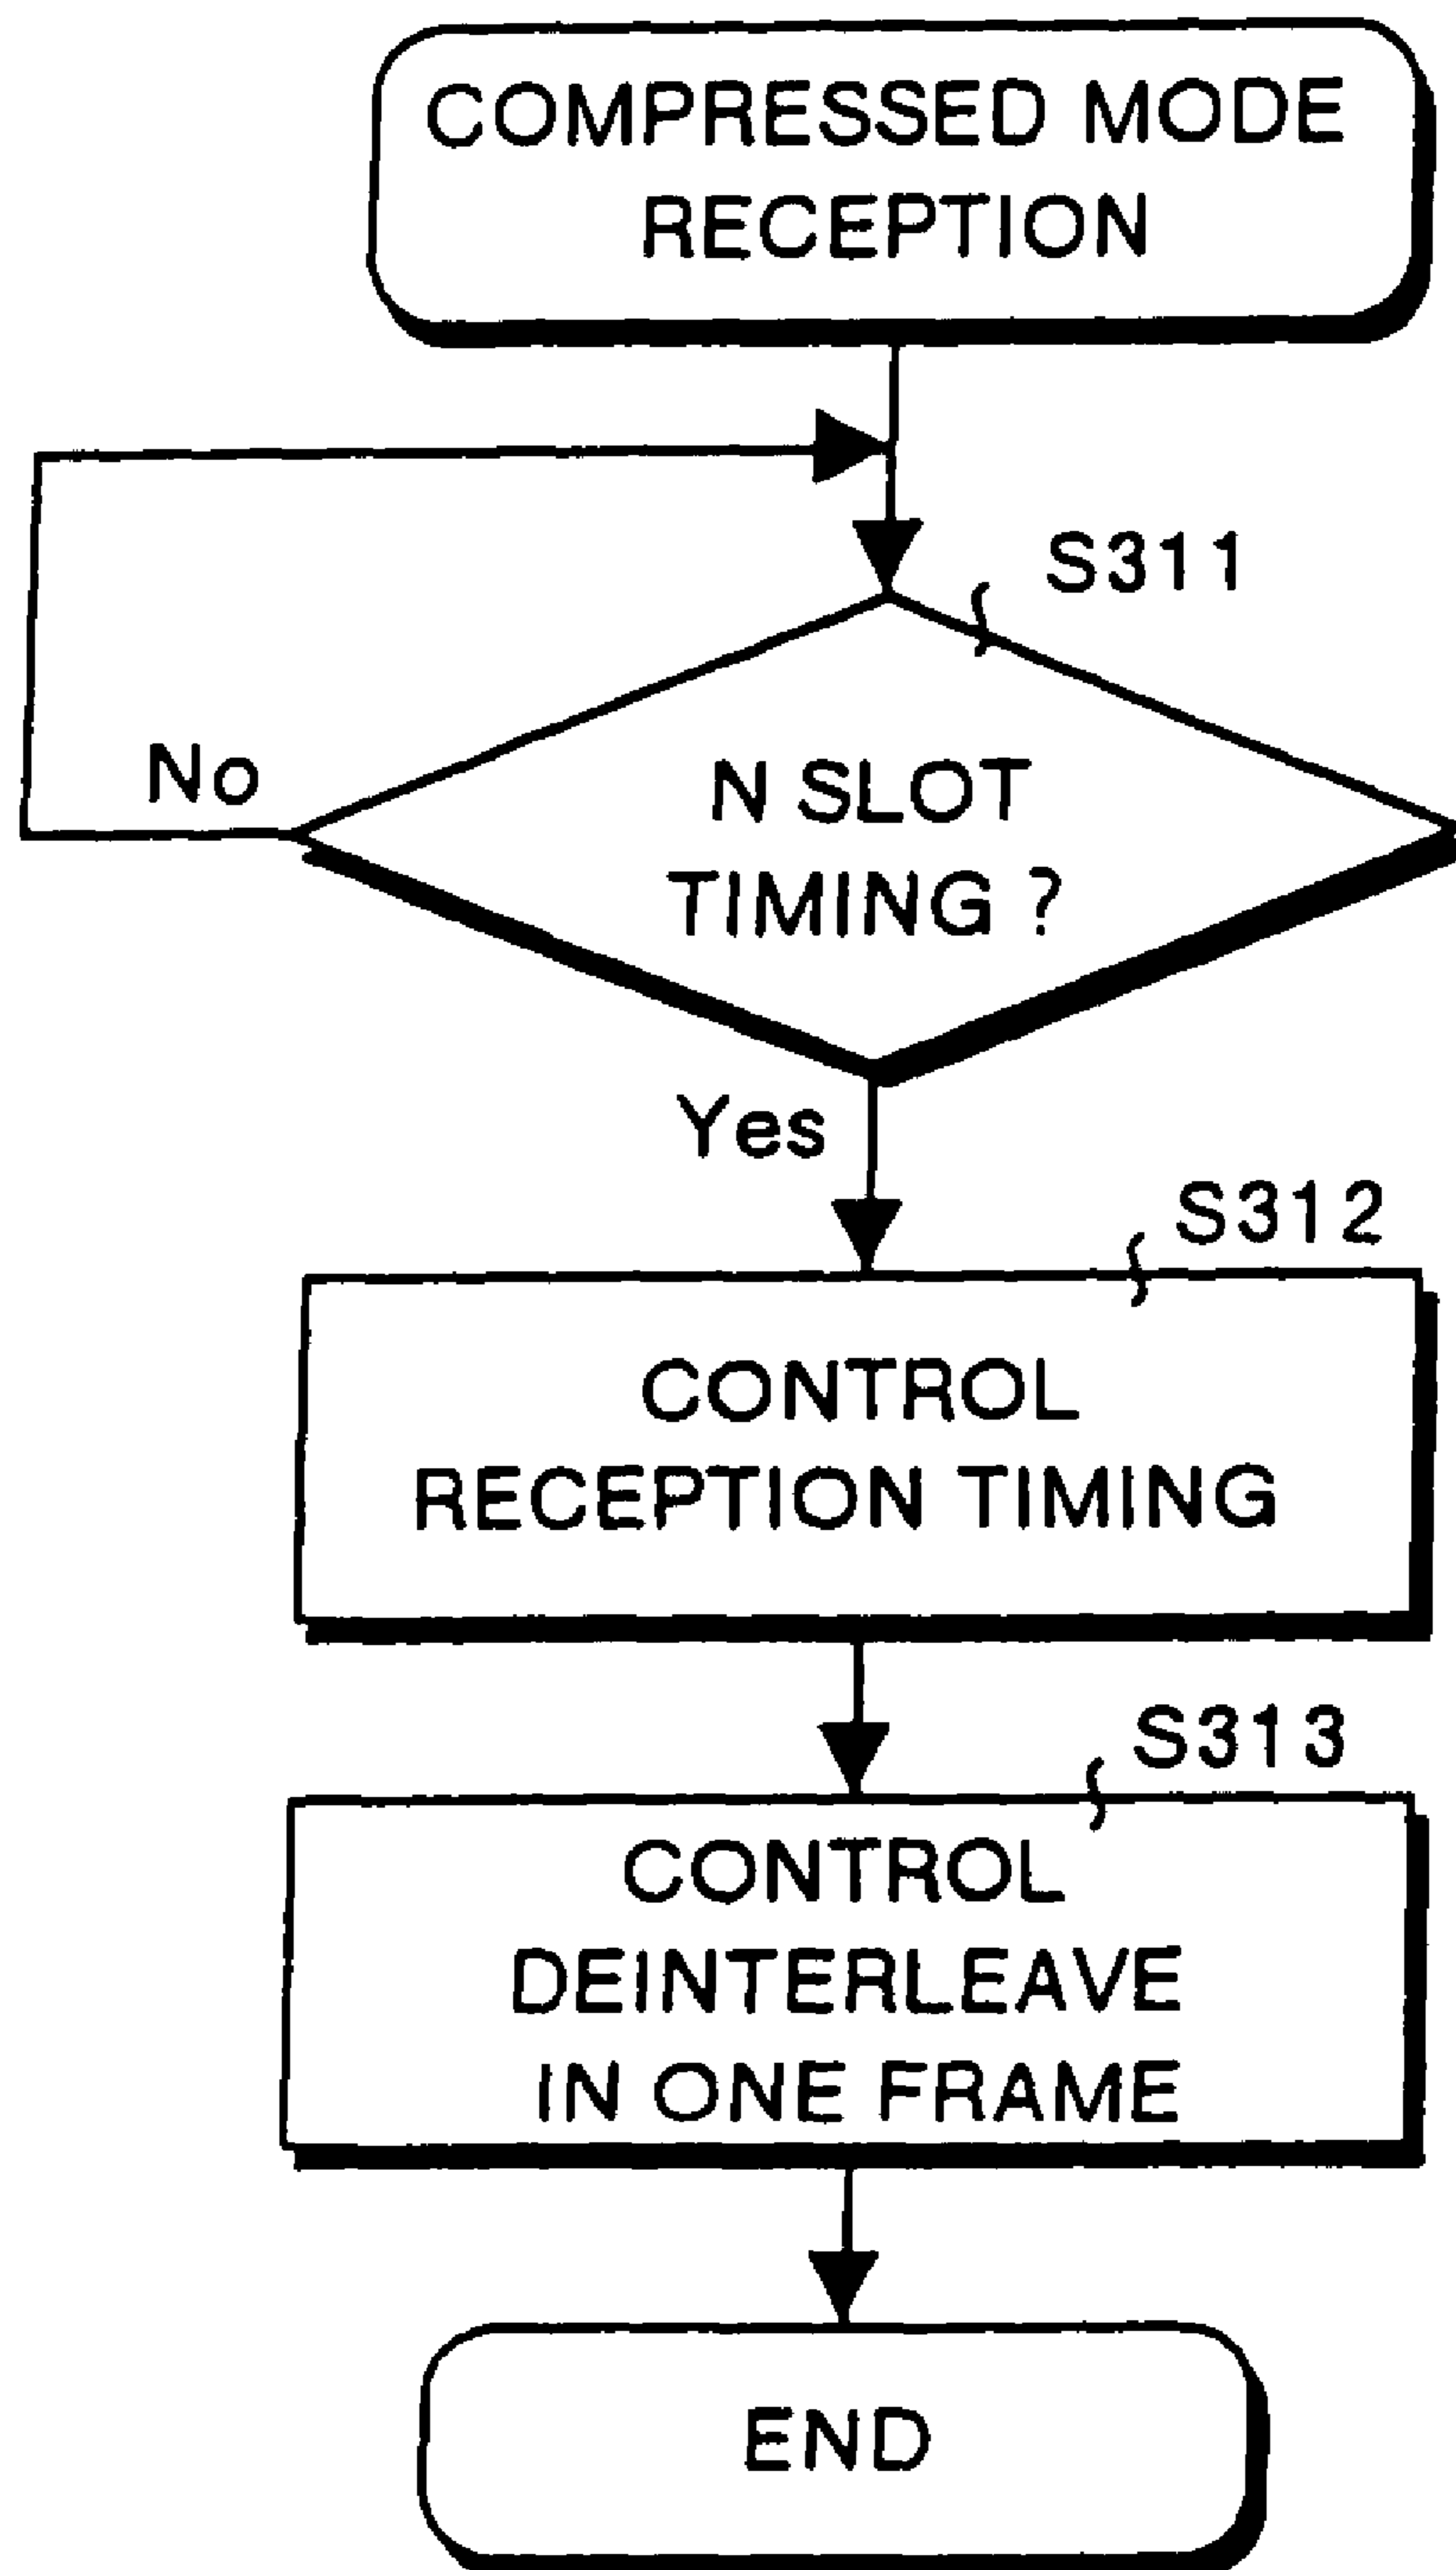 COMPRESSED MODE
RECEPTION
S311
No
N SLOT
TIMING ?
Yes
S312
CONTROL
RECEPTION TIMING
S313
CONTROL
DEINTERLEAVE
IN ONE FRAME
END